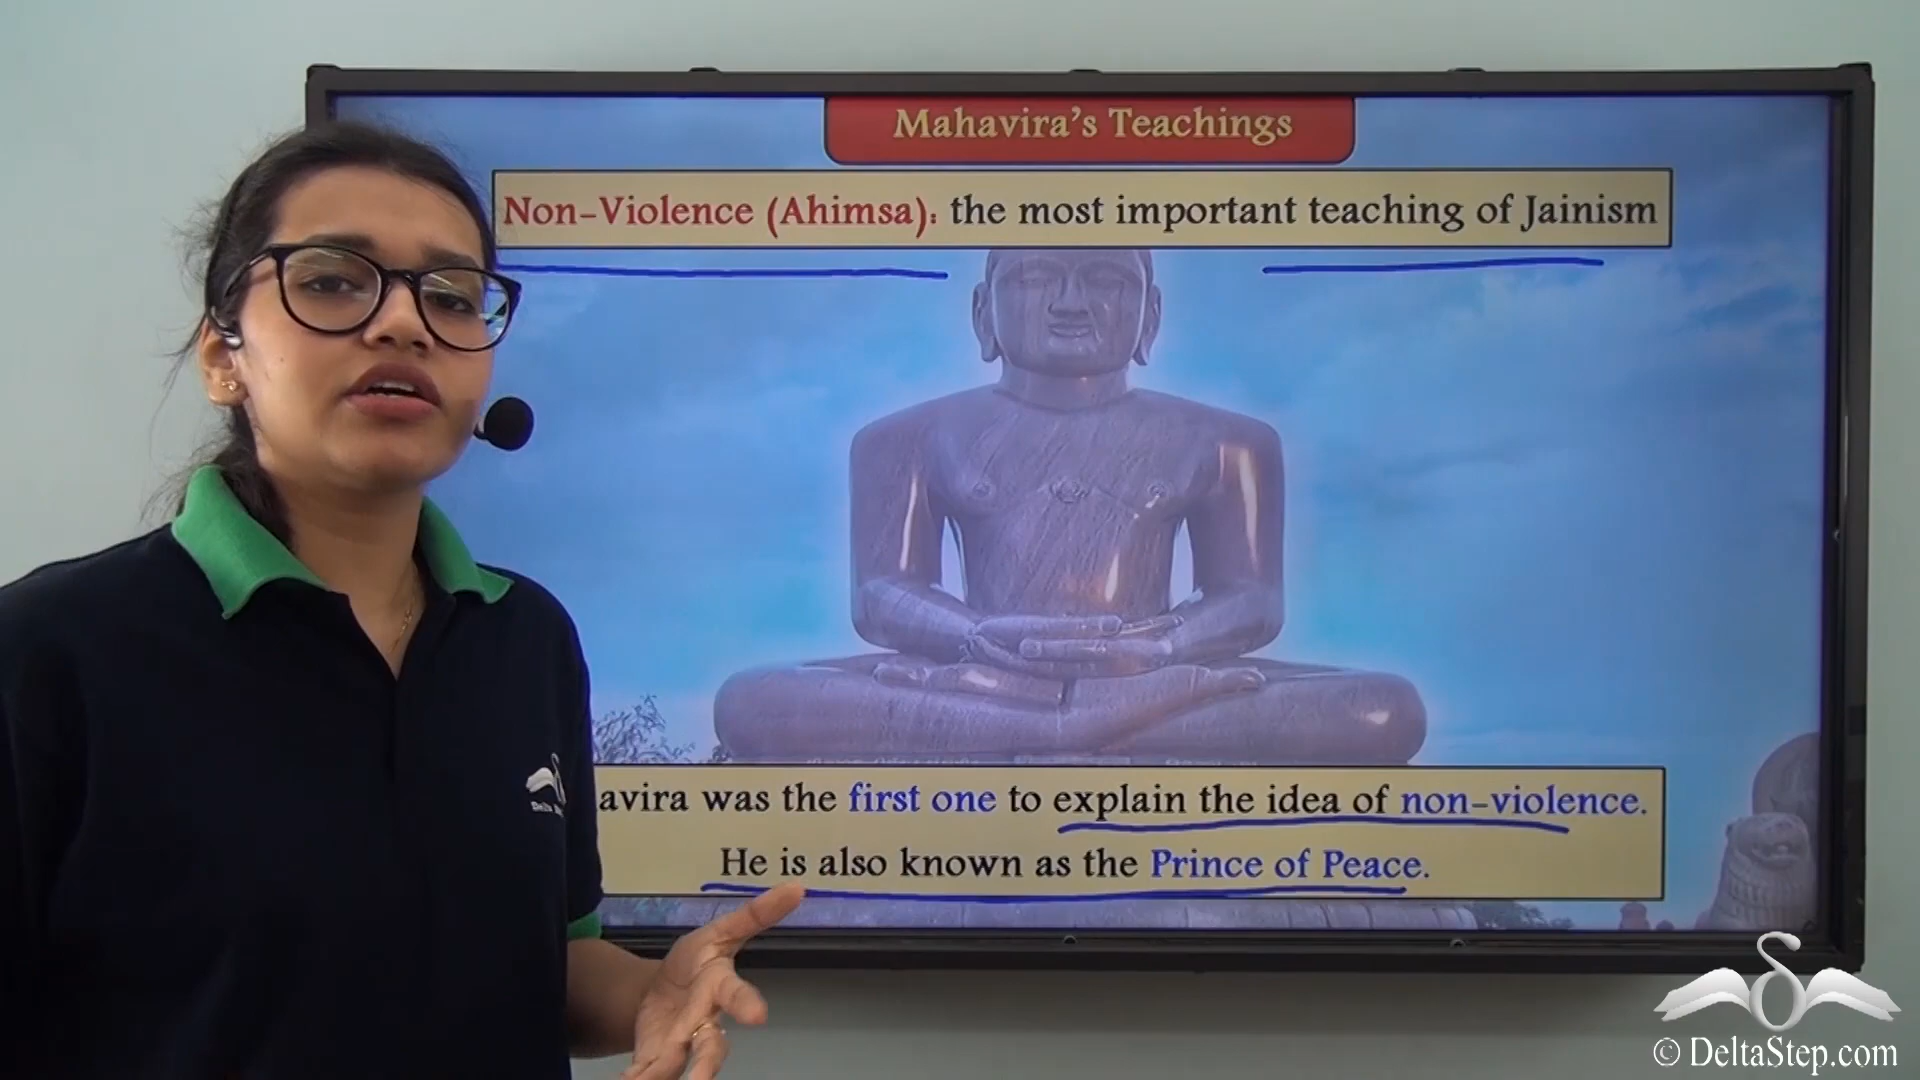 Mahavira's Teachings
Non-Violence (Ahimsa): the most important teaching of Jainism
avira was the first one to explain the idea of non-violence.
He is also known as the Prince of Peace.
Delta
© DeltaStep.com